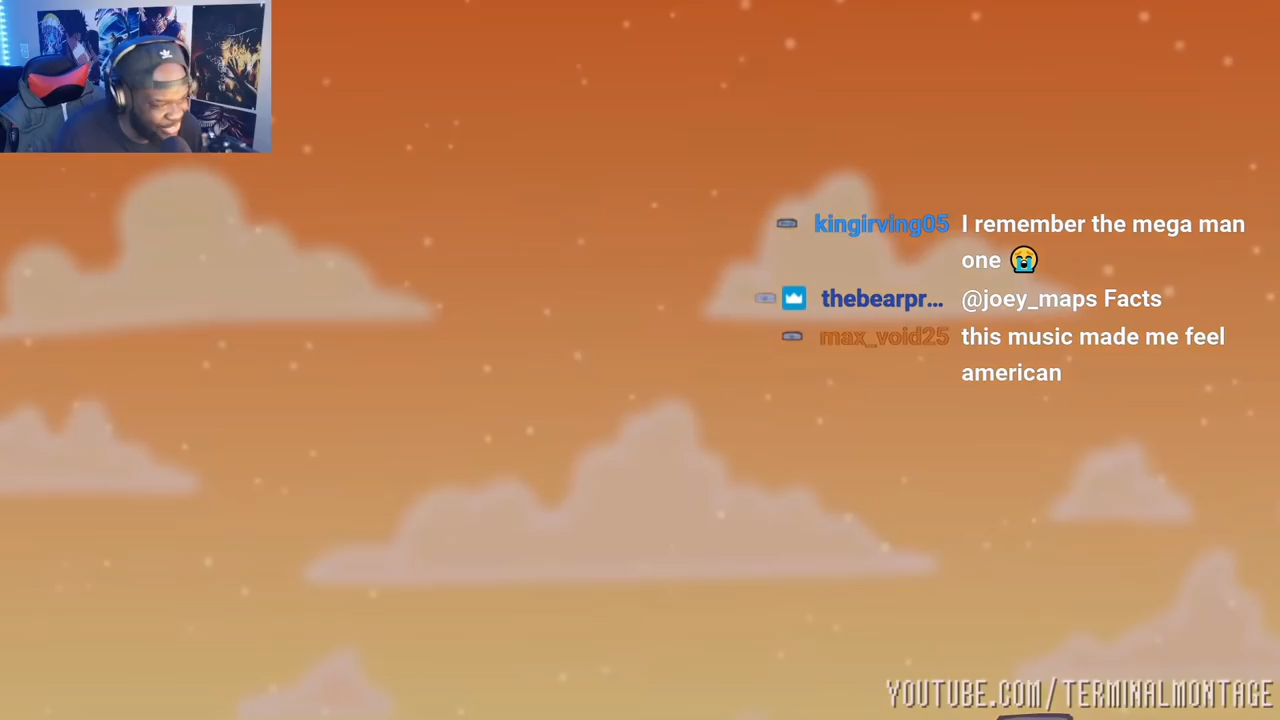 kingirving05 I remember the mega man
one 😭
thebearpr... @joey_maps Facts
max_void25 this music made me feel
american
YOUTUBE.COM/TERMINALMONTAGE